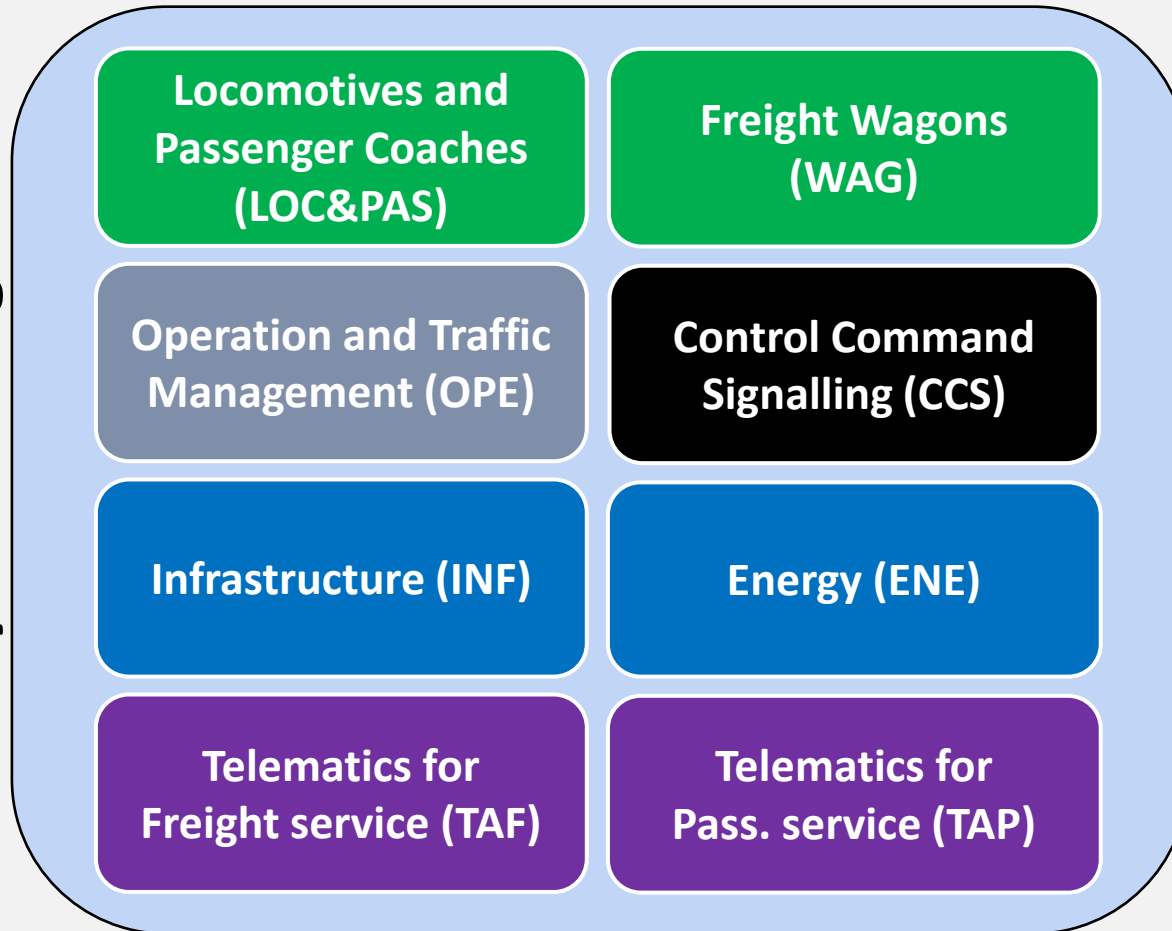 Locomotives and
Passenger Coaches
(LOC&PAS)
Freight Wagons
(WAG)
Operation and Traffic
Management (OPE)
Control Command
Signalling (CCS)
Infrastructure (INF)
Energy (ENE)
Telematics for
Freight service (TAF)
Telematics for
Pass. service (TAP)